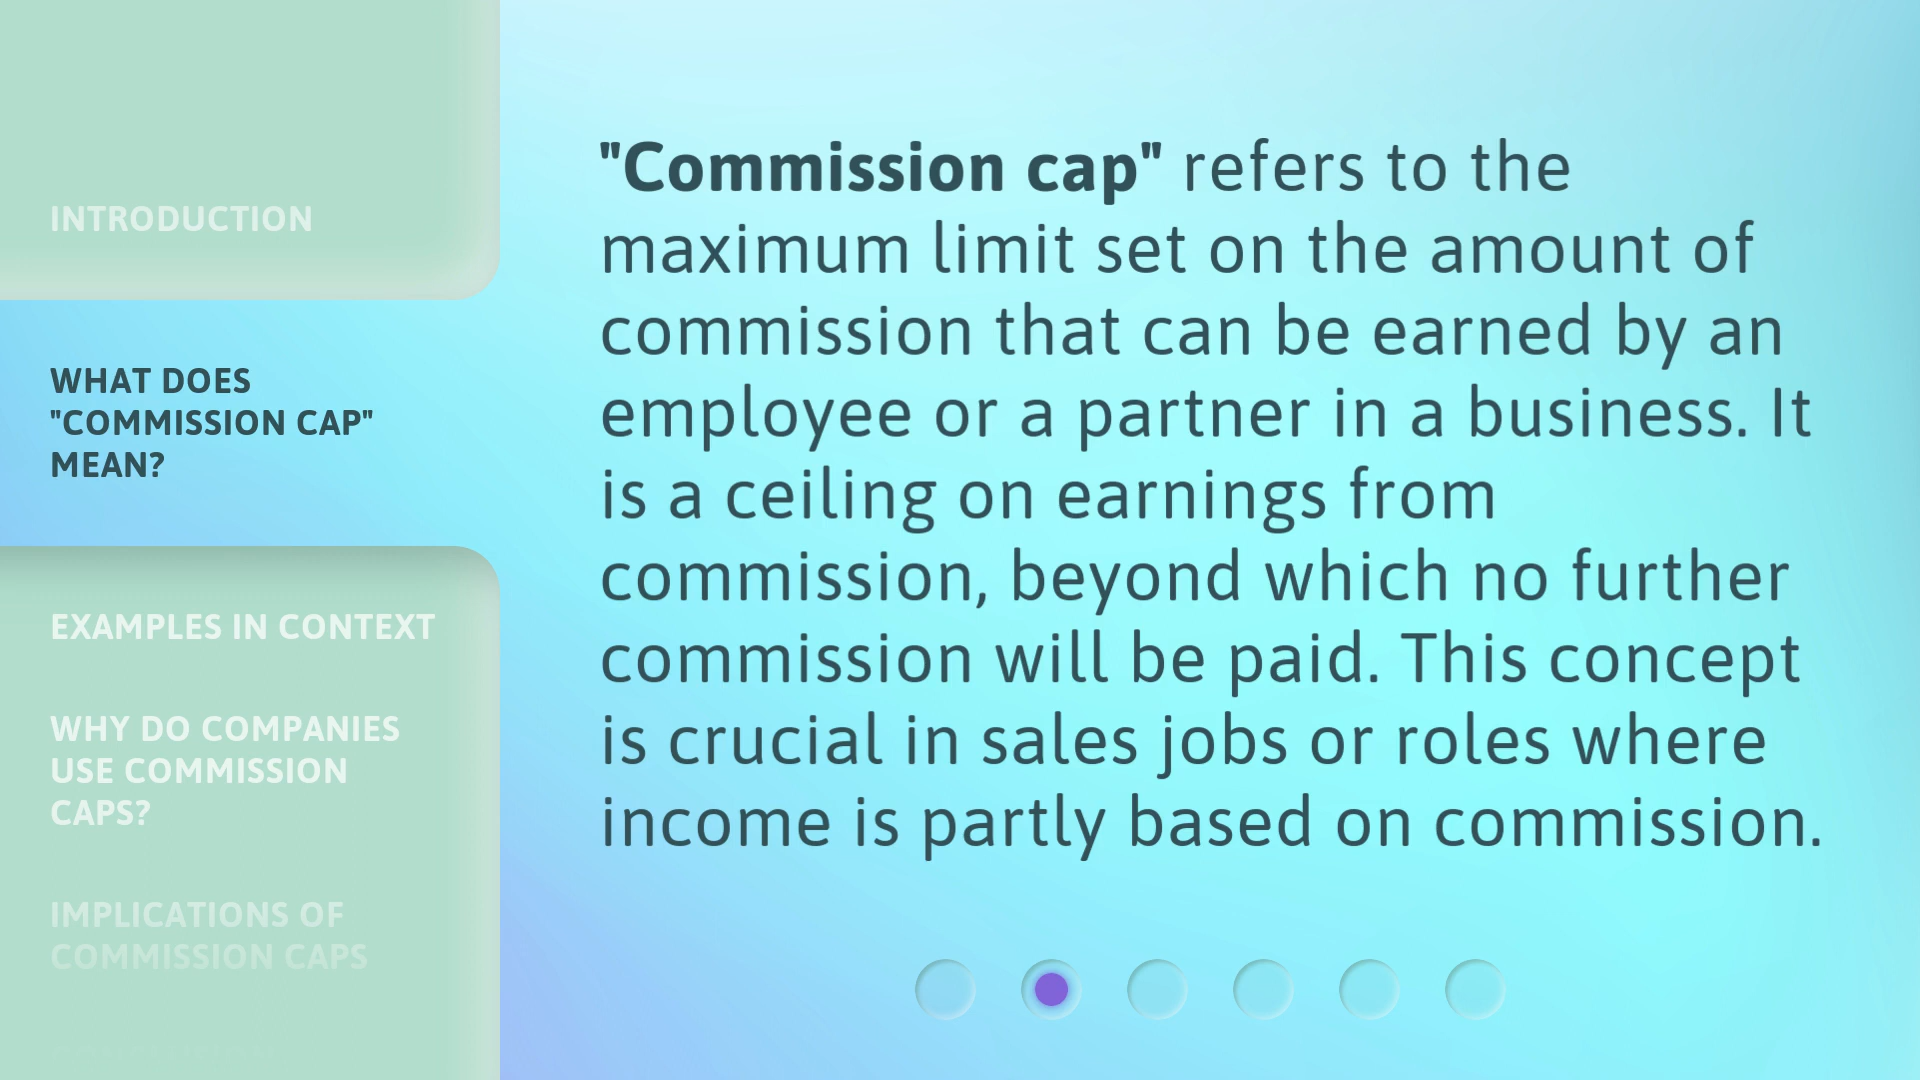 INTRODUCTION
WHAT DOES
"COMMISSION CAP"
MEAN?
EXAMPLES IN CONTEXT
WHY DO COMPANIES
USE COMMISSION
CAPS?
IMPLICATIONS OF
COMMISSION CAPS
CONCLUSION
"Commission cap" refers to the
maximum limit set on the amount of
commission that can be earned by an
employee or a partner in a business. It
is a ceiling on earnings from
commission, beyond which no further
commission will be paid. This concept
is crucial in sales jobs or roles where
income is partly based on commission.